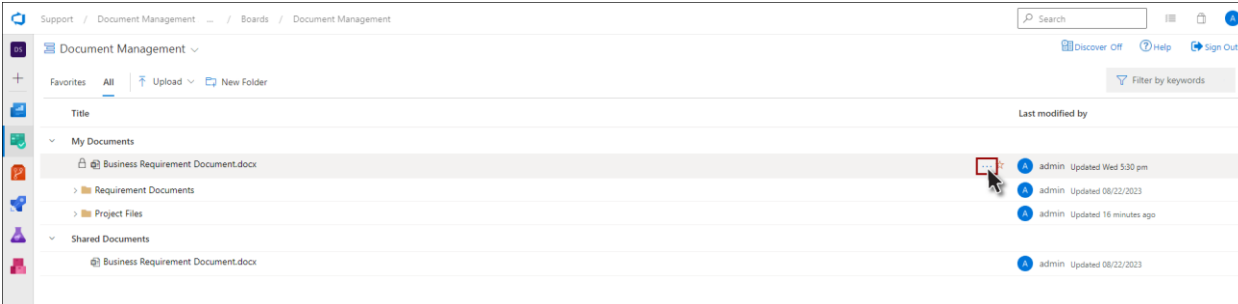 Support / Document Management ... / Boards / Document Management
Search
A
DS
Document Management
Discover Off
Help
Sign Out
Favorites
All
Upload
New Folder
Filter by keywords
Title
Last modified by
My Documents
Business Requirement Document.docx
...
A admin Updated Wed 5:30 pm
Requirement Documents
A admin Updated 08/22/2023
Project Files
A admin Updated 16 minutes ago
Shared Documents
Business Requirement Document.docx
A admin Updated 08/22/2023